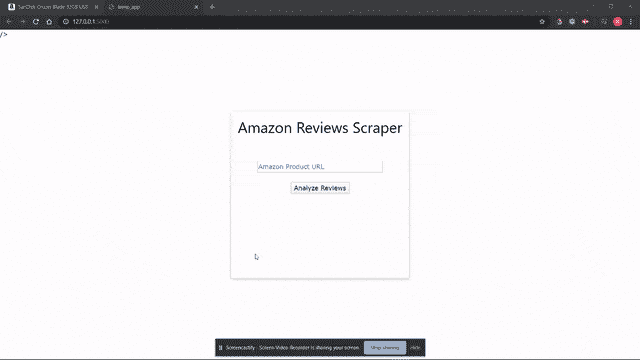 SanDisk Cruzer Blade 32GB USB
demo_app
127.0.0.1:5000
/>
Amazon Reviews Scraper
Amazon Product URL
Analyze Reviews
Screencastify - Screen Video Recorder is sharing your screen.
Stop sharing
Hide